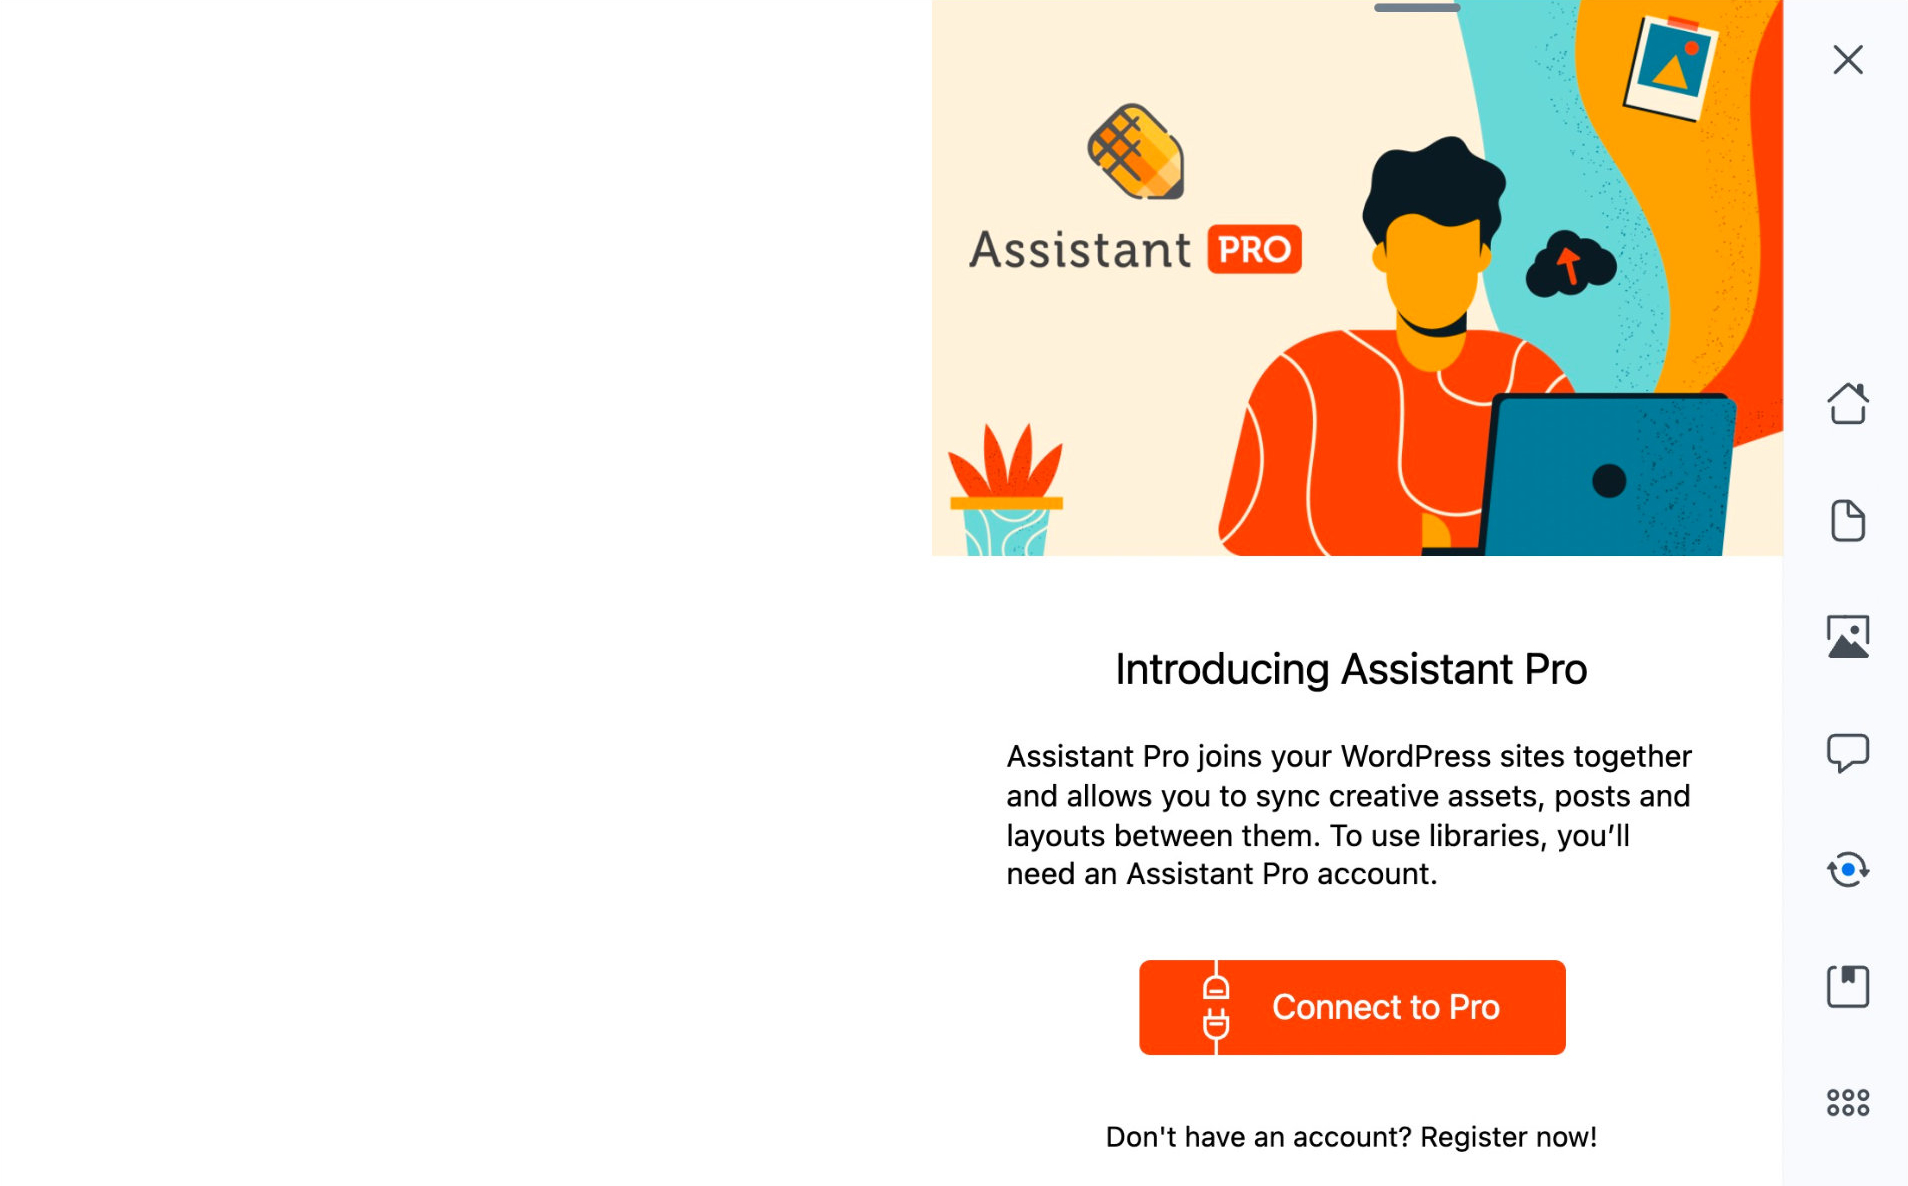 Assistant PRO
Introducing Assistant Pro
Assistant Pro joins your WordPress sites together
and allows you to sync creative assets, posts and
layouts between them. To use libraries, you’ll
need an Assistant Pro account.
Connect to Pro
Don't have an account? Register now!